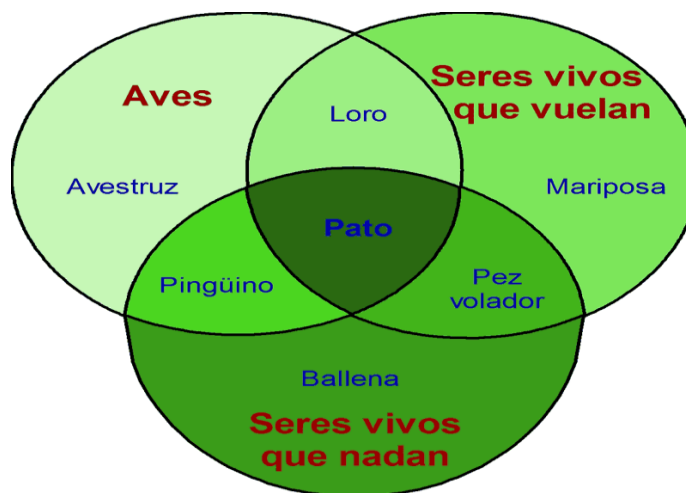 Aves
Seres vivos
que vuelan
Loro
Avestruz
Mariposa
Pato
Pingüino
Pez
volador
Ballena
Seres vivos
que nadan